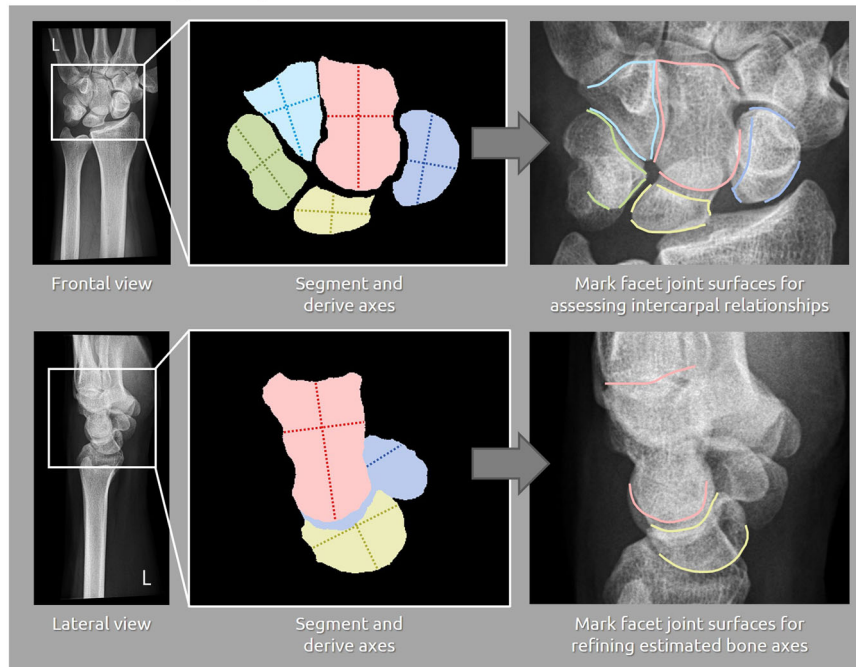 L
Frontal view
Segment and
derive axes
Mark facet joint surfaces for
assessing intercarpal relationships
L
Lateral view
Segment and
derive axes
Mark facet joint surfaces for
refining estimated bone axes